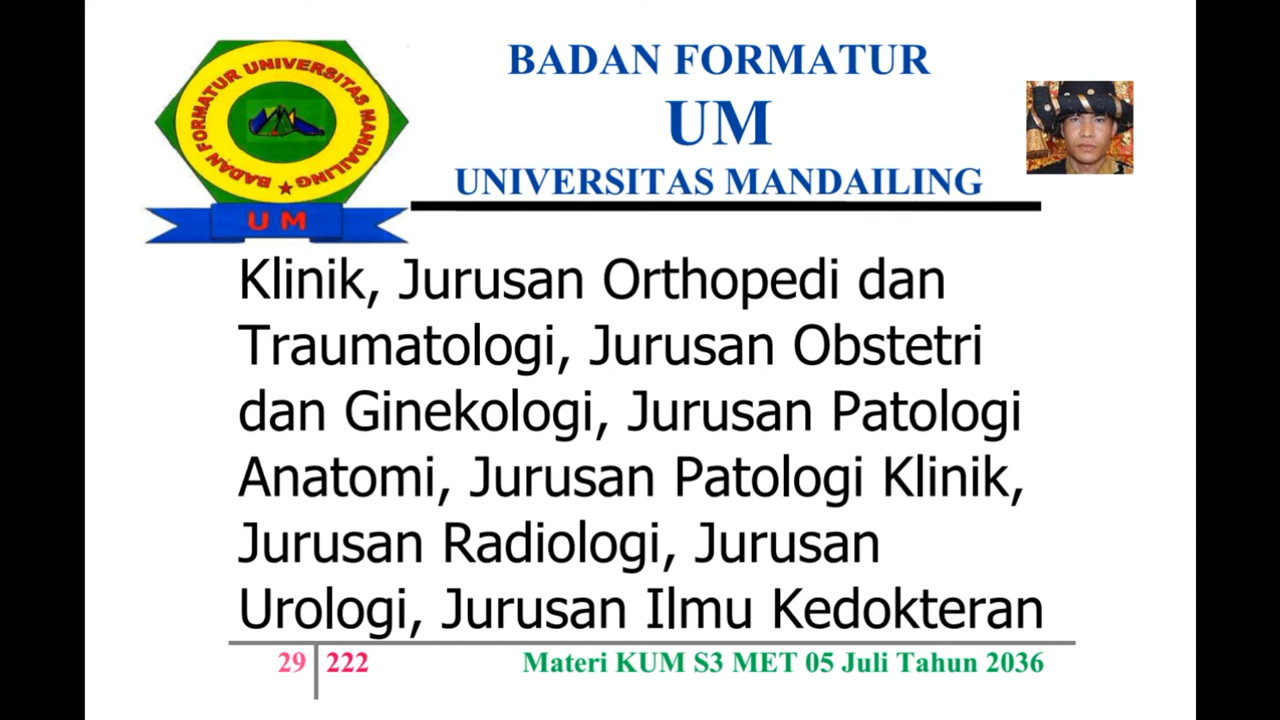 BADAN FORMATUR UNIVERSITAS MANDAILING
U M
BADAN FORMATUR
UM
UNIVERSITAS MANDAILING
Klinik, Jurusan Orthopedi dan
Traumatologi, Jurusan Obstetri
dan Ginekologi, Jurusan Patologi
Anatomi, Jurusan Patologi Klinik,
Jurusan Radiologi, Jurusan
Urologi, Jurusan Ilmu Kedokteran
29 222 Materi KUM S3 MET 05 Juli Tahun 2036